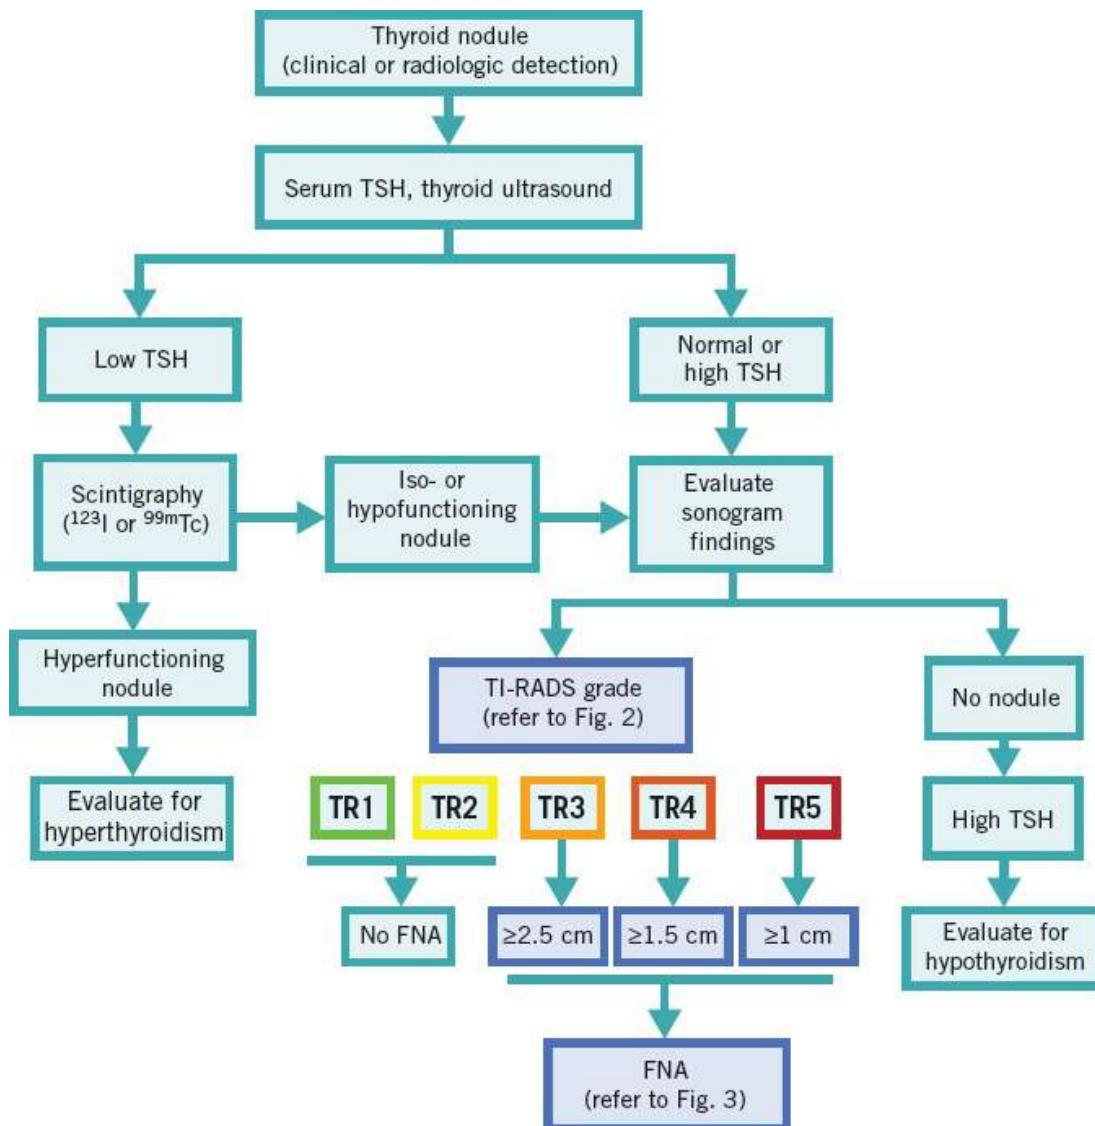 Thyroid nodule
(clinical or radiologic detection)
Serum TSH, thyroid ultrasound
Low TSH
Normal or
high TSH
Scintigraphy
(¹²³I or ⁹⁹ᵐTc)
Iso- or
hypofunctioning
nodule
Evaluate
sonogram
findings
Hyperfunctioning
nodule
TI-RADS grade
(refer to Fig. 2)
No nodule
Evaluate for
hyperthyroidism
TR1
TR2
TR3
TR4
TR5
High TSH
No FNA
≥2.5 cm
≥1.5 cm
≥1 cm
Evaluate for
hypothyroidism
FNA
(refer to Fig. 3)